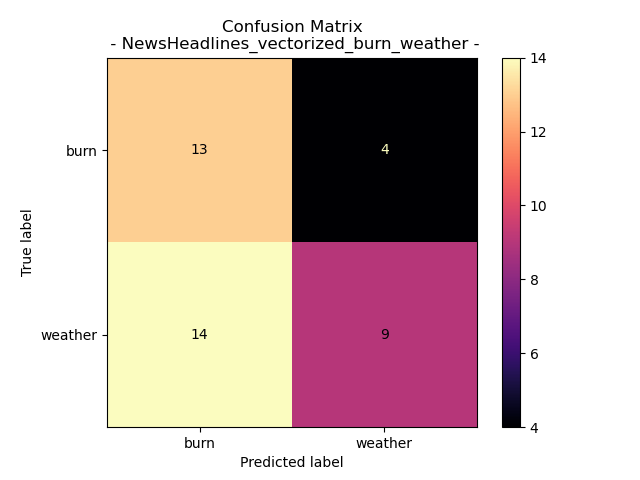 Confusion Matrix
- NewsHeadlines_vectorized_burn_weather -
burn
13
4
weather
14
9
burn
weather
True label
Predicted label
14
12
10
8
6
4